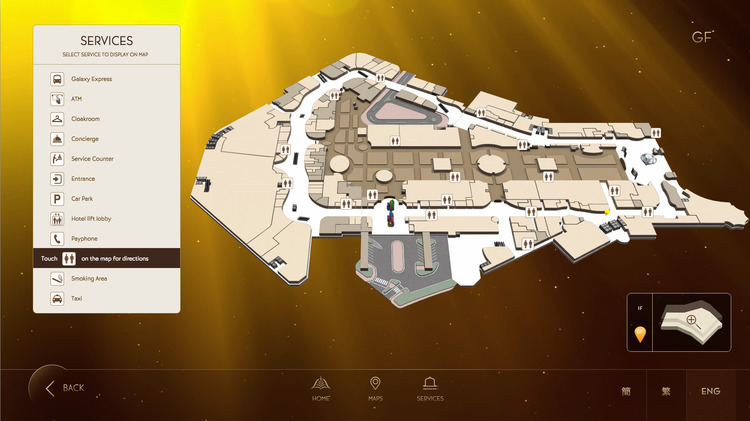 SERVICES
SELECT SERVICE TO DISPLAY ON MAP
GF
Galaxy Express
ATM
Cloakroom
Concierge
Service Counter
Entrance
P Car Park
Hotel lift lobby
Payphone
Touch on the map for directions
Smoking Area
Taxi
1F
BACK
HOME
MAPS
SERVICES
簡
繁
ENG